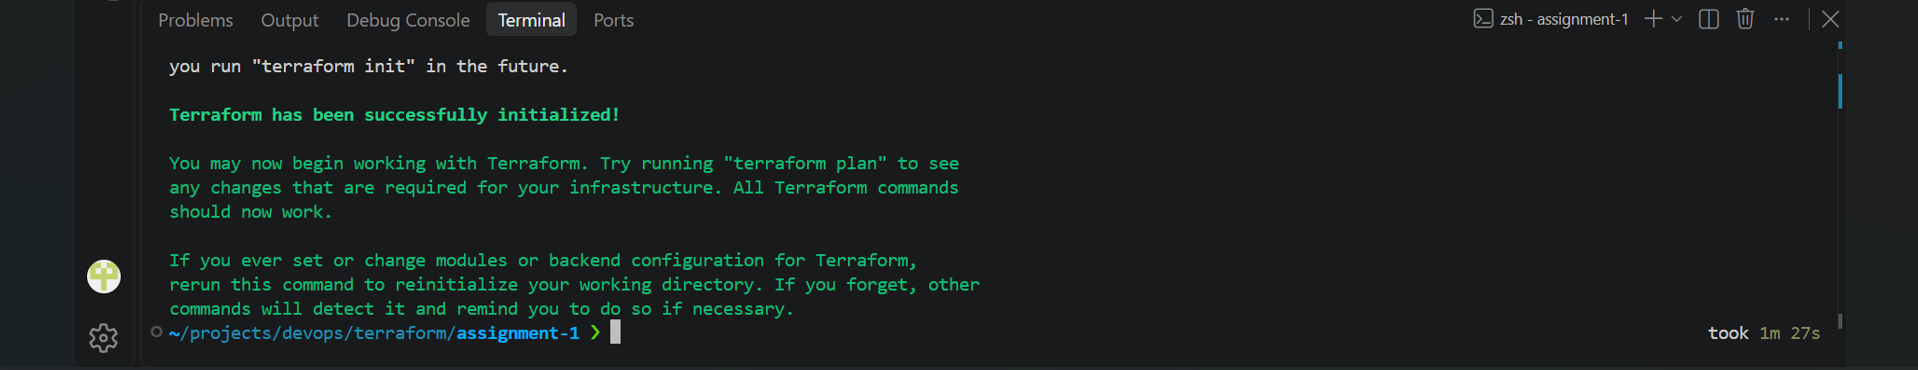 Problems Output Debug Console Terminal Ports zsh - assignment-1
you run "terraform init" in the future.
Terraform has been successfully initialized!
You may now begin working with Terraform. Try running "terraform plan" to see
any changes that are required for your infrastructure. All Terraform commands
should now work.
If you ever set or change modules or backend configuration for Terraform,
rerun this command to reinitialize your working directory. If you forget, other
commands will detect it and remind you to do so if necessary.
~/projects/devops/terraform/assignment-1 ❯ took 1m 27s